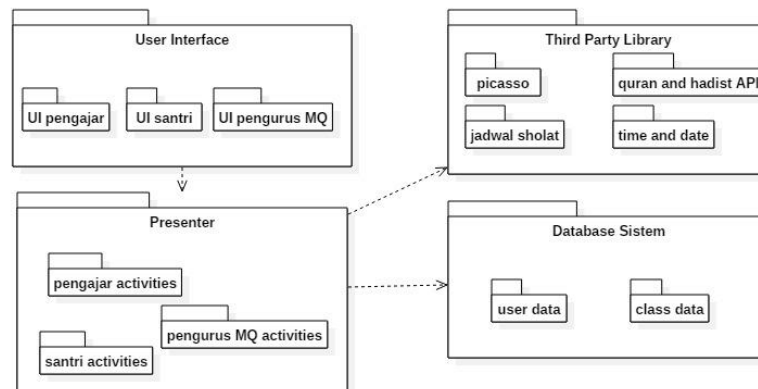 User Interface
UI pengajar
UI santri
UI pengurus MQ
Third Party Library
picasso
quran and hadist API
jadwal sholat
time and date
Presenter
pengajar activities
pengurus MQ activities
santri activities
Database Sistem
user data
class data